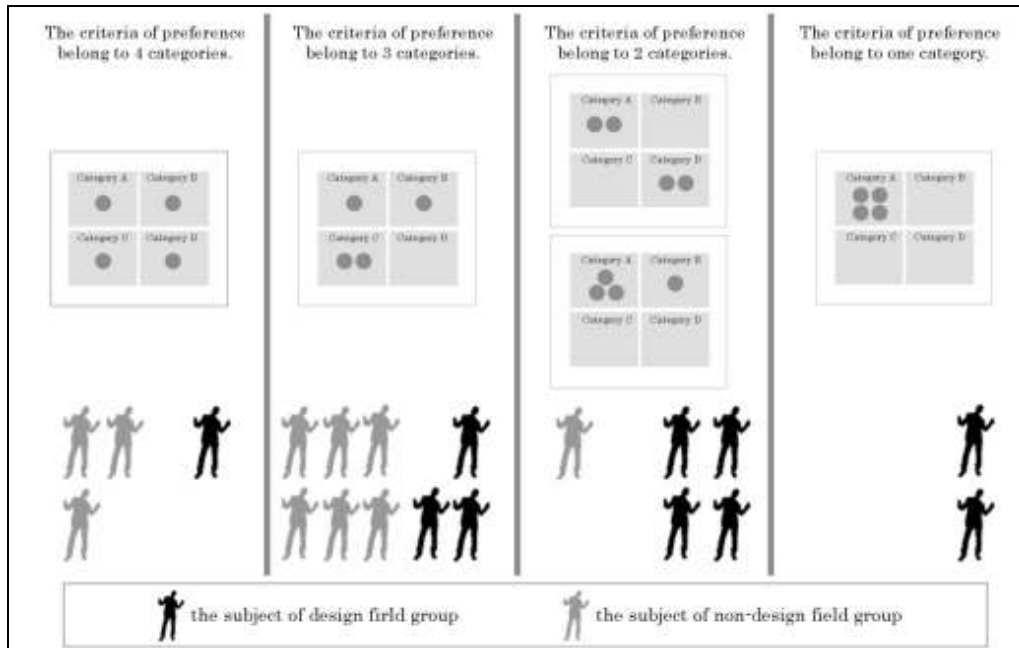 The criteria of preference
belong to 4 categories.
The criteria of preference
belong to 3 categories.
The criteria of preference
belong to 2 categories.
The criteria of preference
belong to one category.
Category A Category B
Category C Category D
Category A Category B
Category C Category D
Category A Category B
Category C Category D
Category A Category B
Category C Category D
Category A Category B
Category C Category D
the subject of design firld group
the subject of non-design field group